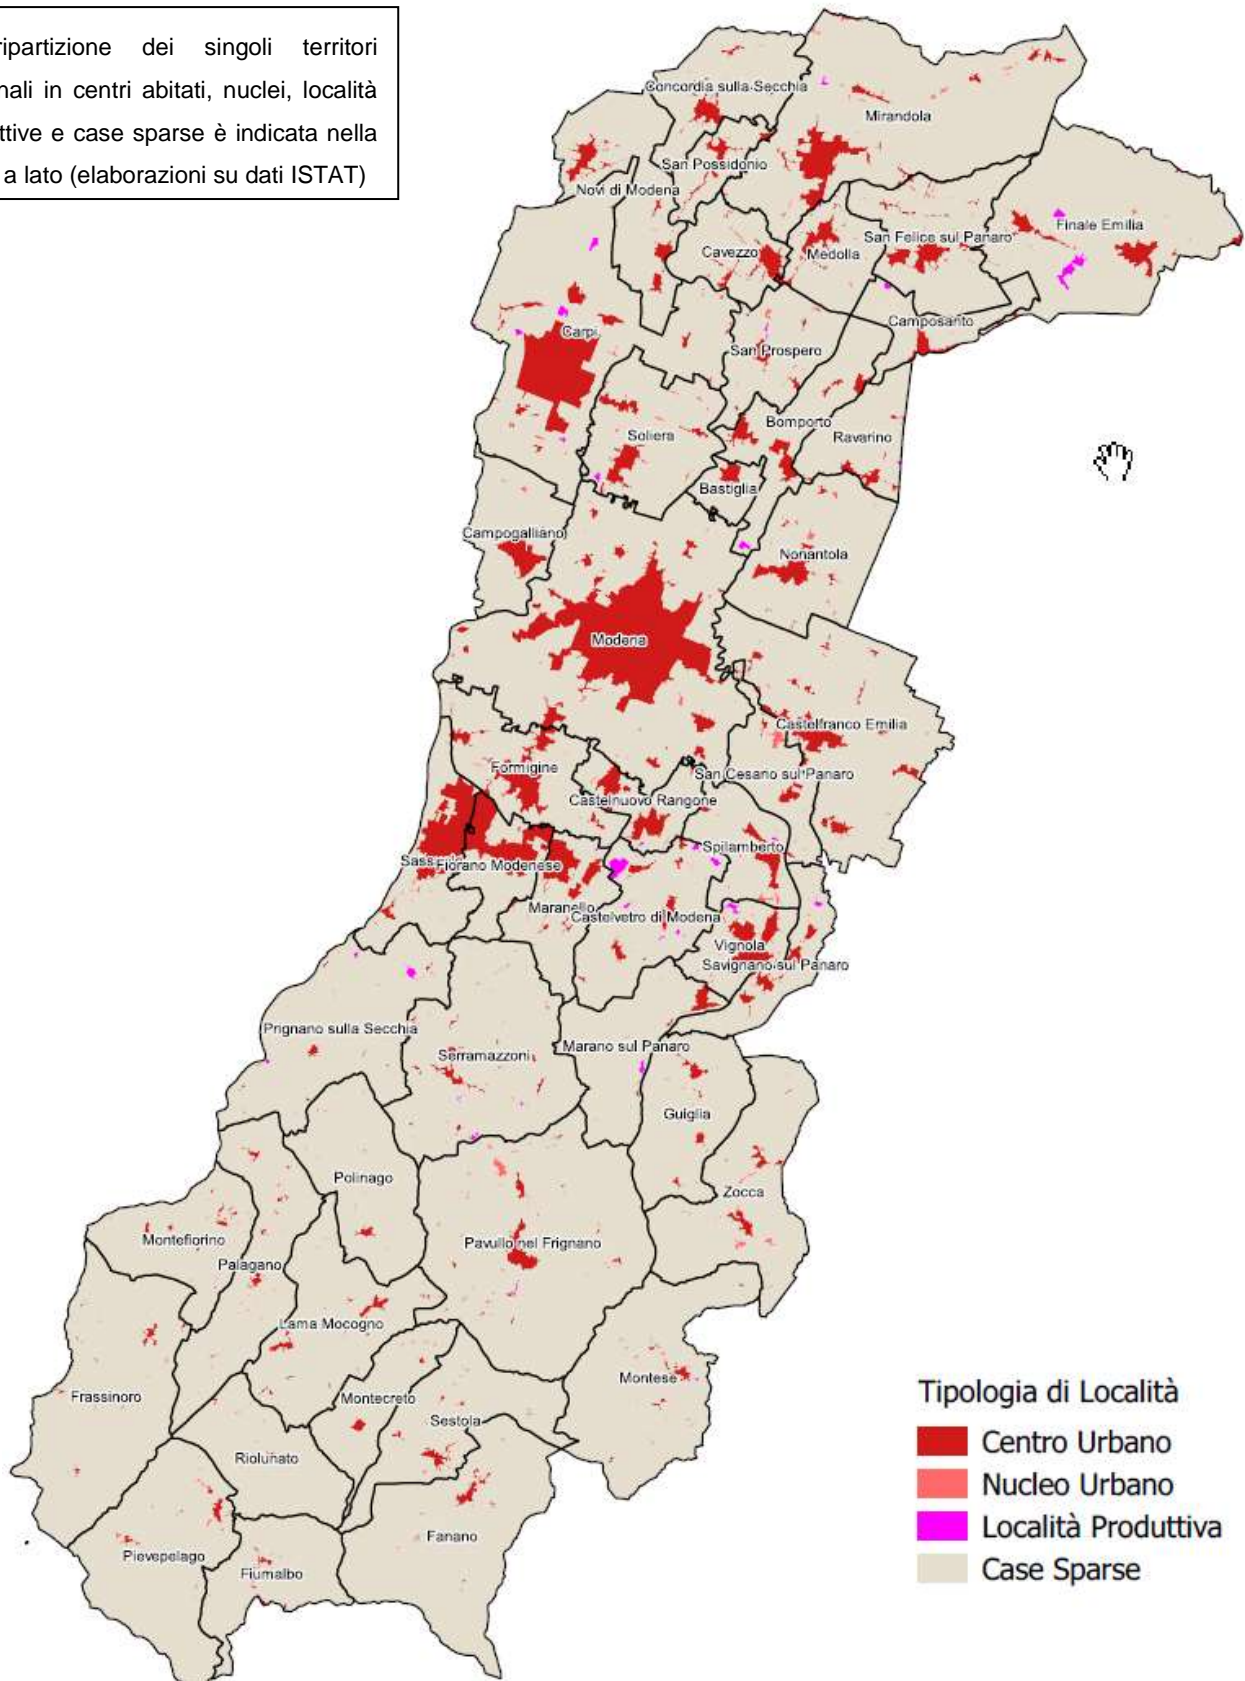 ripartizione dei singoli territori
nali in centri abitati, nuclei, località
ttive e case sparse è indicata nella
a lato (elaborazioni su dati ISTAT)
Concordia sulla Secchia
Mirandola
San Possidonio
Novi di Modena
Finale Emilia
San Felice sul Panaro
Cavezzo
Medolla
Camposanto
Carpi
San Prospero
Bomporto
Soliera
Ravarino
Bastiglia
Campogalliano
Nonantola
Modena
Castelfranco Emilia
Formigine
San Cesario sul Panaro
Castelnuovo Rangone
Spilamberto
Sass
Fiorano Modenese
Maranello
Castelvetro di Modena
Vignola
Savignano sul Panaro
Prignano sulla Secchia
Marano sul Panaro
Serramazzoni
Guiglia
Polinago
Zocca
Montefiorino
Pavullo nel Frignano
Palagano
Lama Mocogno
Montese
Frassinoro
Montecreto
Sestola
Riolunato
Fanano
Pievepelago
Fiumalbo
Tipologia di Località
Centro Urbano
Nucleo Urbano
Località Produttiva
Case Sparse